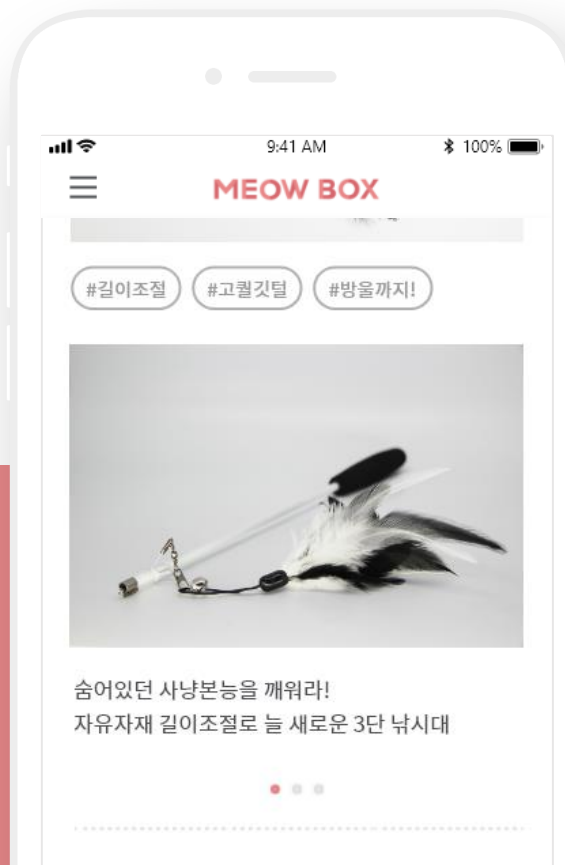 9:41 AM
100%
MEOW BOX
#길이조절 #고퀄깃털 #방울까지!
숨어있던 사냥본능을 깨워라!
자유자재 길이조절로 늘 새로운 3단 낚시대